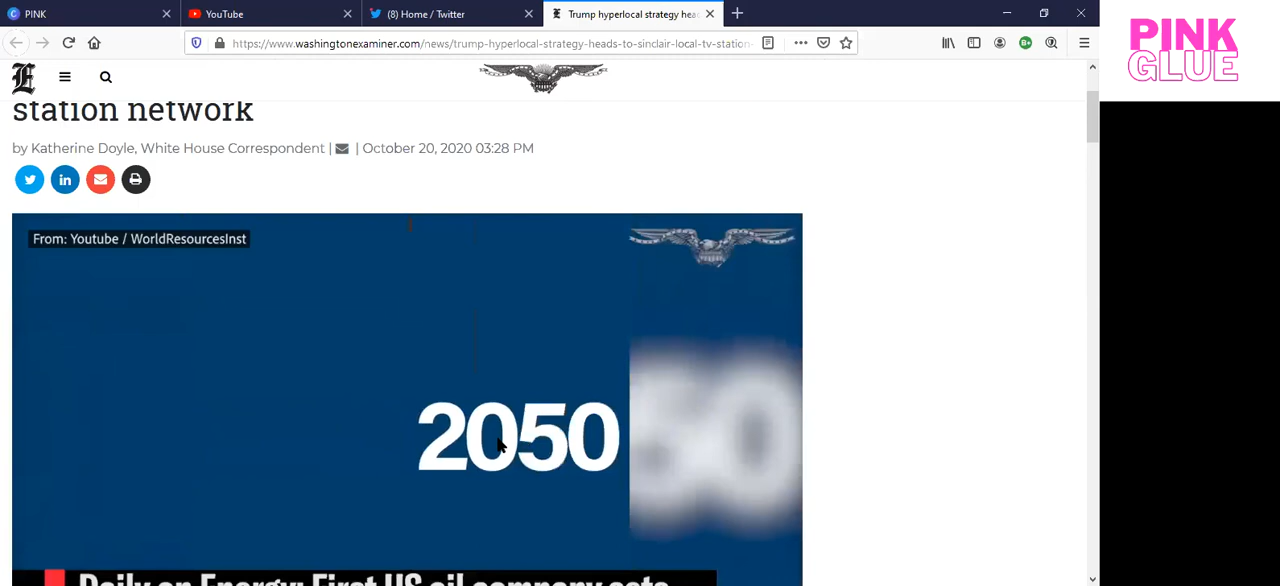 PINK
YouTube
(8) Home / Twitter
Trump hyperlocal strategy hea
https://www.washingtonexaminer.com/news/trump-hyperlocal-strategy-heads-to-sinclair-local-tv-station-
PINK
GLUE
E
station network
by Katherine Doyle, White House Correspondent | | October 20, 2020 03:28 PM
in
From: Youtube / WorldResourcesInst
2050
50
Daily on Energy: First US oil company sets